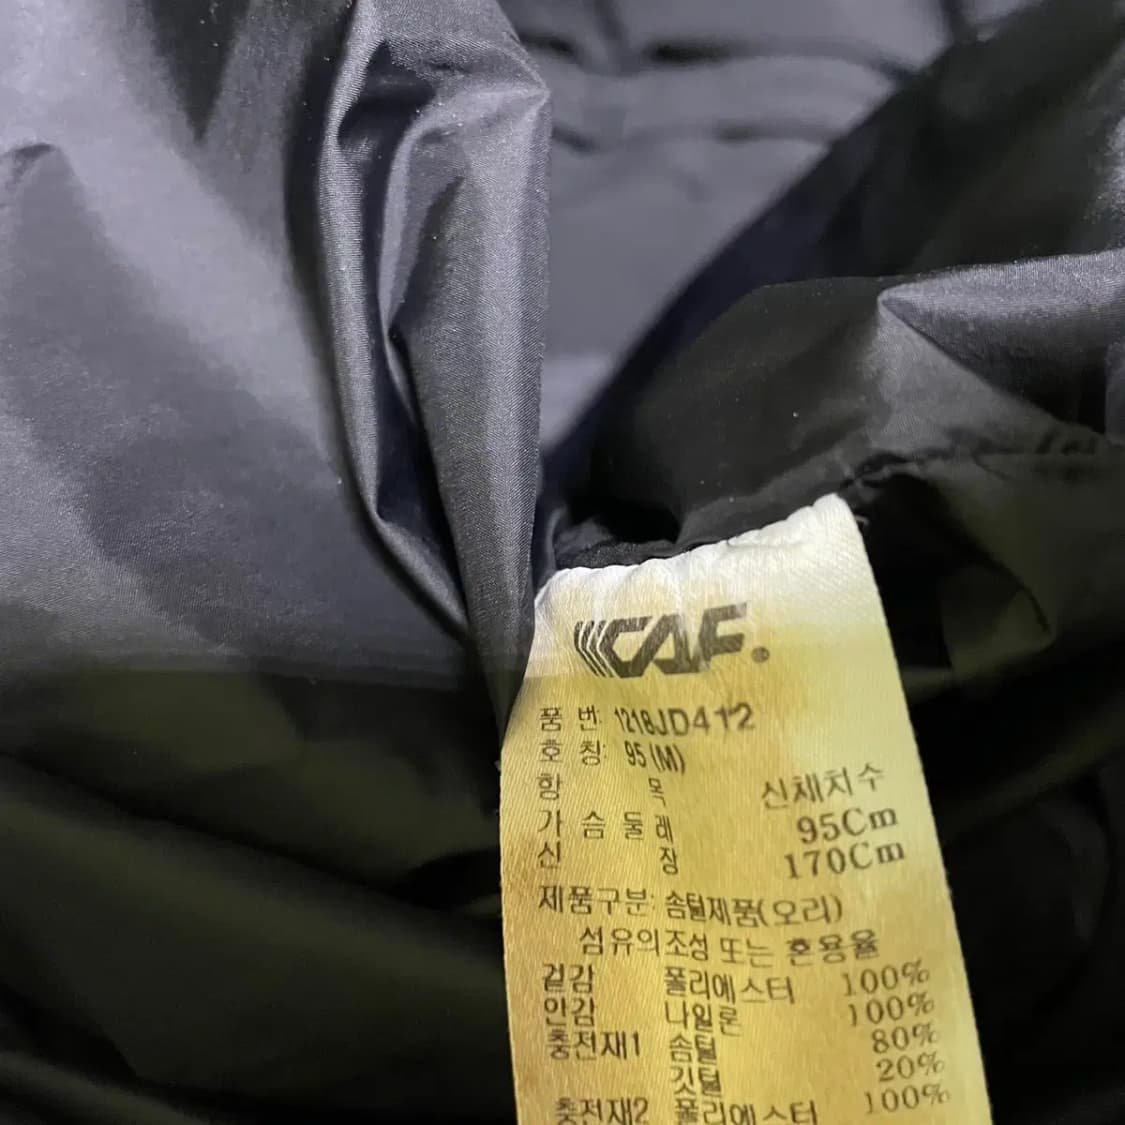 CAF.
품 번: 1218JD412
호 칭: 95 (M)
항 목 신체치수
가 슴 둘 레 95Cm
신 장 170Cm
제품구분: 솜털제품(오리)
섬유의조성 또는 혼용율
겉감 폴리에스터 100%
안감 나일론 100%
충전재1 솜털 80%
깃털 20%
충전재2 폴리에스터 100%